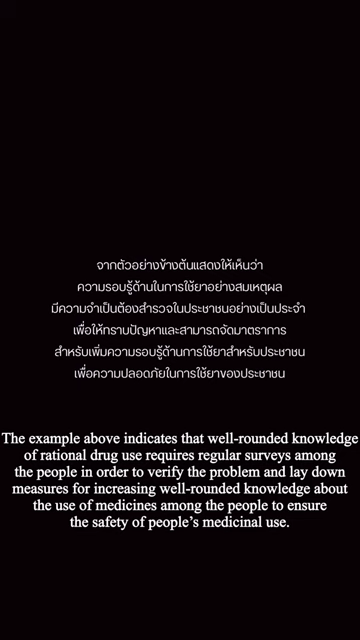 จากตัวอย่างข้างต้นแสดงให้เห็นว่า
ความรอบรู้ด้านในการใช้ยาอย่างสมเหตุผล
มีความจำเป็นต้องสำรวจในประชาชนอย่างเป็นประจำ
เพื่อให้ทราบปัญหาและสามารถจัดมาตราการ
สำหรับเพิ่มความรอบรู้ด้านการใช้ยาสำหรับประชาชน
เพื่อความปลอดภัยในการใช้ยาของประชาชน
The example above indicates that well-rounded knowledge
of rational drug use requires regular surveys among
the people in order to verify the problem and lay down
measures for increasing well-rounded knowledge about
the use of medicines among the people to ensure
the safety of people’s medicinal use.